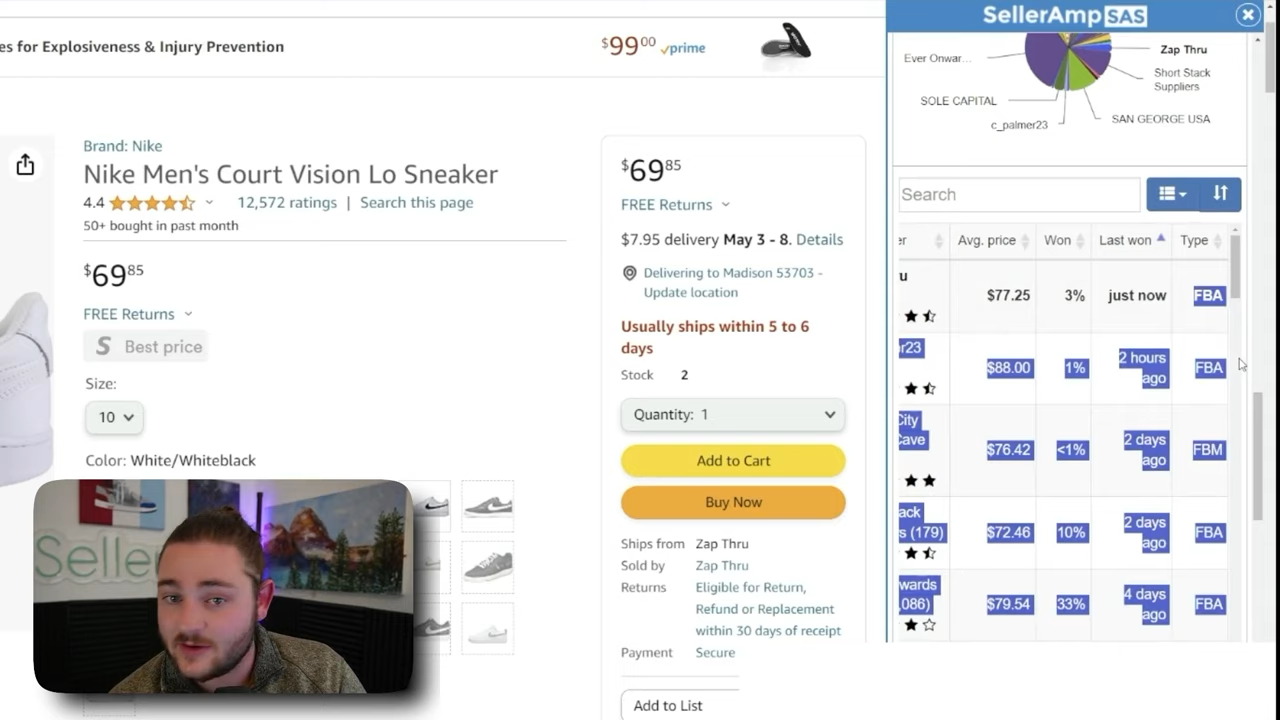 es for Explosiveness & Injury Prevention
$99 00 prime
SellerAmp SAS
Ever Onwar...
Zap Thru
Short Stack
Suppliers
SOLE CAPITAL
c_palmer23
SAN GEORGE USA
Brand: Nike
Nike Men's Court Vision Lo Sneaker
4.4 12,572 ratings | Search this page
50+ bought in past month
$69 85
FREE Returns
S Best price
Size:
10
Color: White/Whiteblack
Seller
$69 85
FREE Returns
$7.95 delivery May 3 - 8. Details
Delivering to Madison 53703 -
Update location
Usually ships within 5 to 6
days
Stock 2
Quantity: 1
Add to Cart
Buy Now
Ships from Zap Thru
Sold by Zap Thru
Returns Eligible for Return,
Refund or Replacement
within 30 days of receipt
Payment Secure
Add to List
Search
er Avg. price Won Last won Type
u
$77.25 3% just now FBA
r23
$88.00 1% 2 hours
ago FBA
City
Cave
$76.42 <1% 2 days
ago FBM
ack
s (179)
$72.46 10% 2 days
ago FBA
wards
,086)
$79.54 33% 4 days
ago FBA